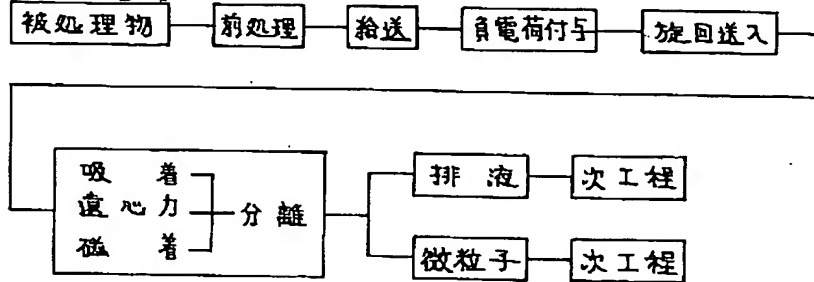 被処理物 前処理 給送 負電荷付与 旋回送入
吸着
遠心力 分離
磁着
排液 次工程
微粒子 次工程